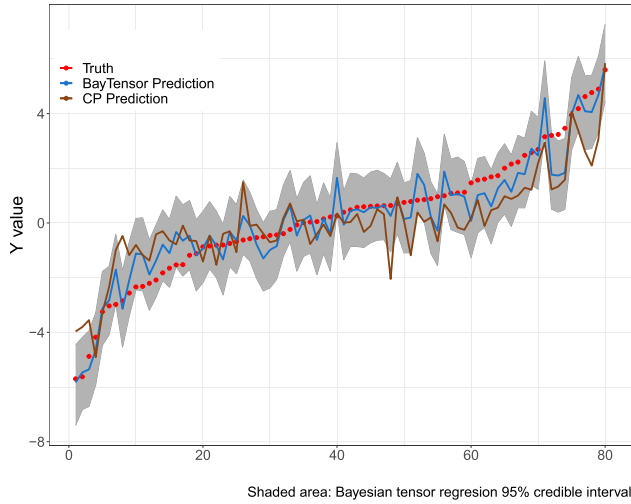 Truth
BayTensor Prediction
CP Prediction
Y value
4
0
−4
−8
0
20
40
60
80
Shaded area: Bayesian tensor regresion 95% credible interval